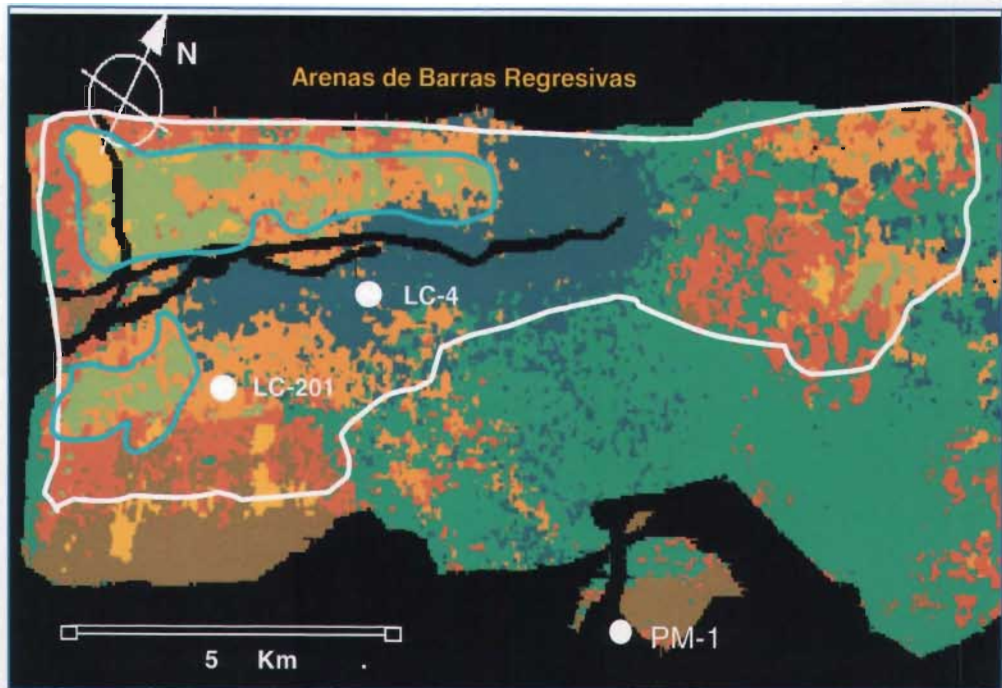 N
Arenas de Barras Regresivas
LC-4
LC-201
PM-1
5 Km .